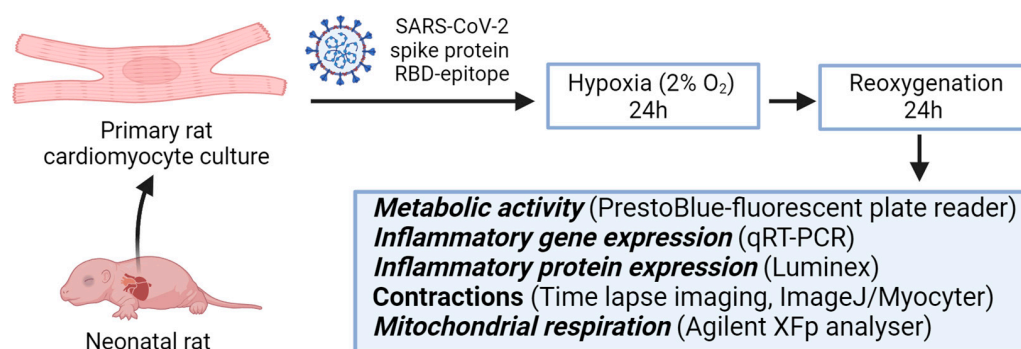 SARS-CoV-2
spike protein
RBD-epitope
Primary rat
cardiomyocyte culture
Neonatal rat
Hypoxia (2% O₂)
24h
Reoxygenation
24h
Metabolic activity (PrestoBlue-fluorescent plate reader)
Inflammatory gene expression (qRT-PCR)
Inflammatory protein expression (Luminex)
Contractions (Time lapse imaging, ImageJ/Myocyter)
Mitochondrial respiration (Agilent XFp analyser)